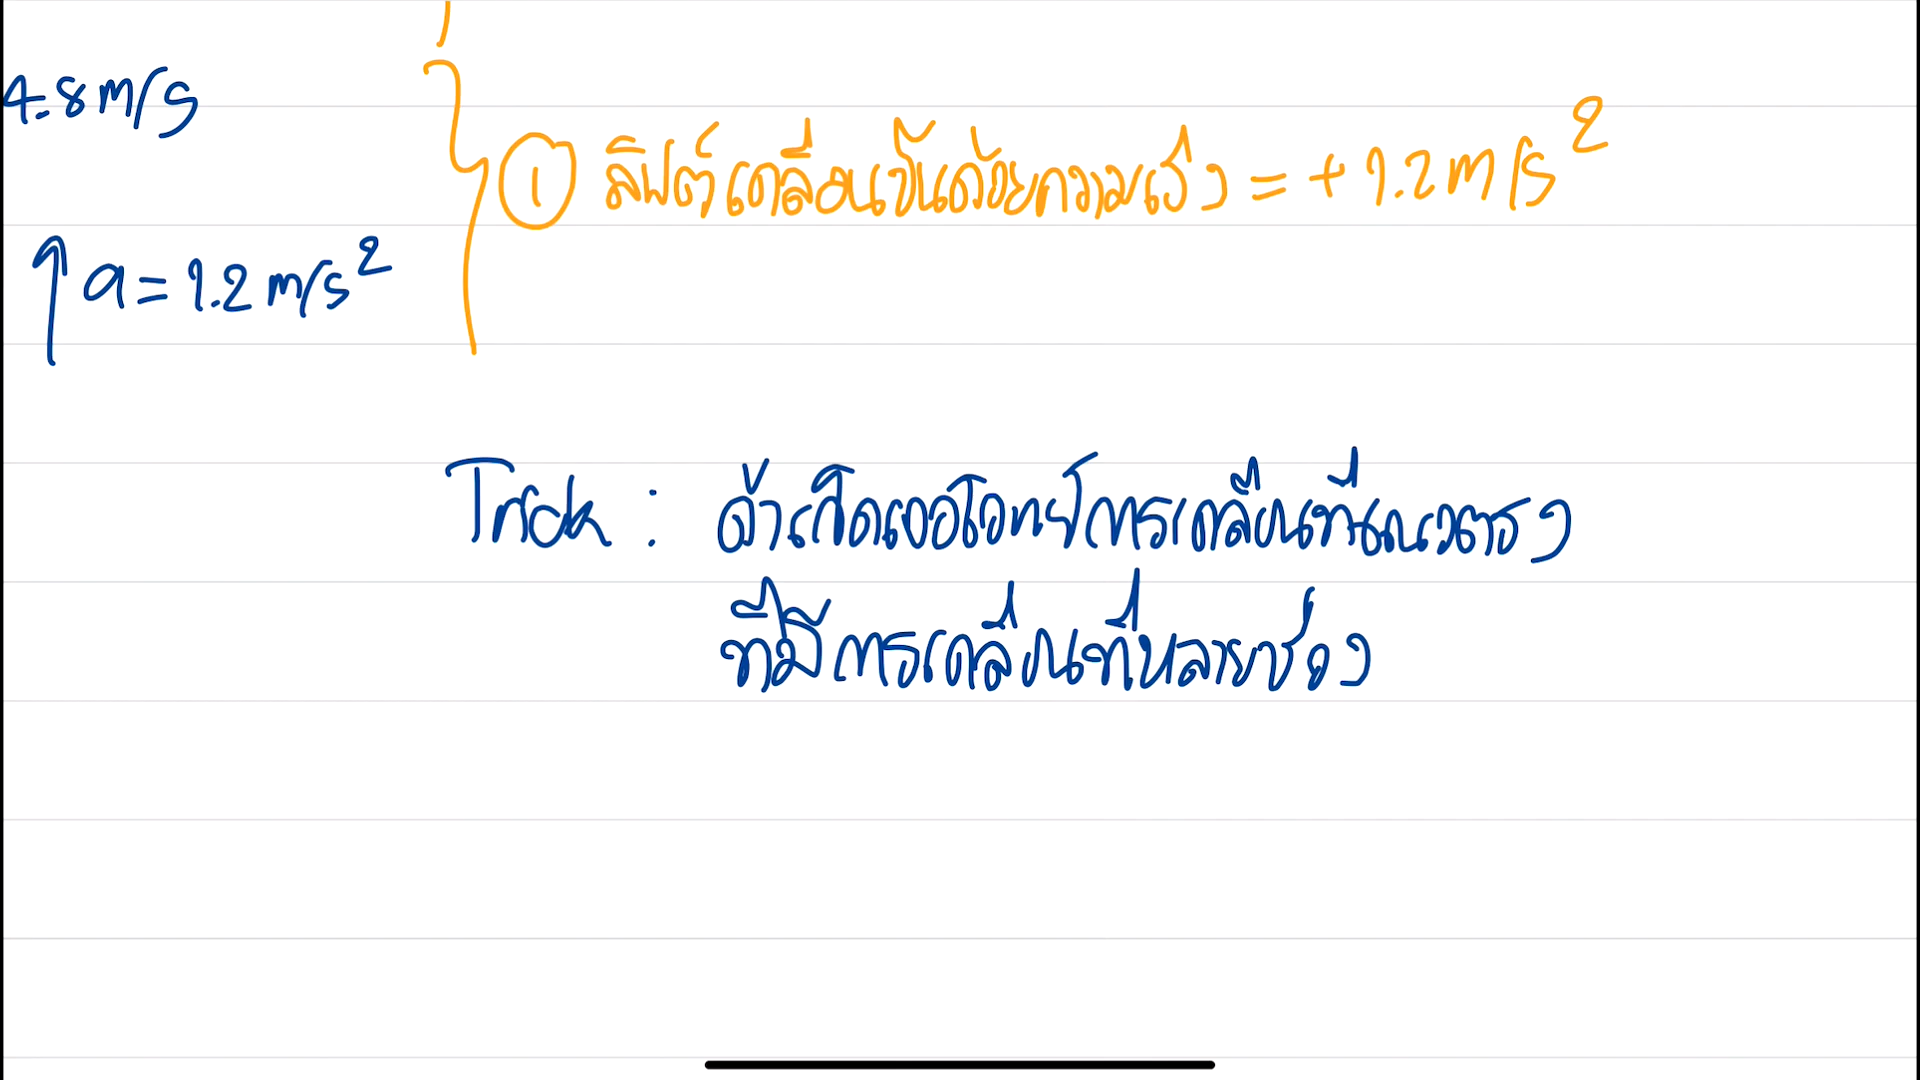 4.8 m/s
① ลิฟต์เคลื่อนขึ้นด้วยความเร่ง = +1.2 m/s²
↑ a = 1.2 m/s²
Trick : ถ้าเกิดเจอโจทย์การเคลื่อนที่แนวตรง
ที่มีการเคลื่อนที่หลายช่วง